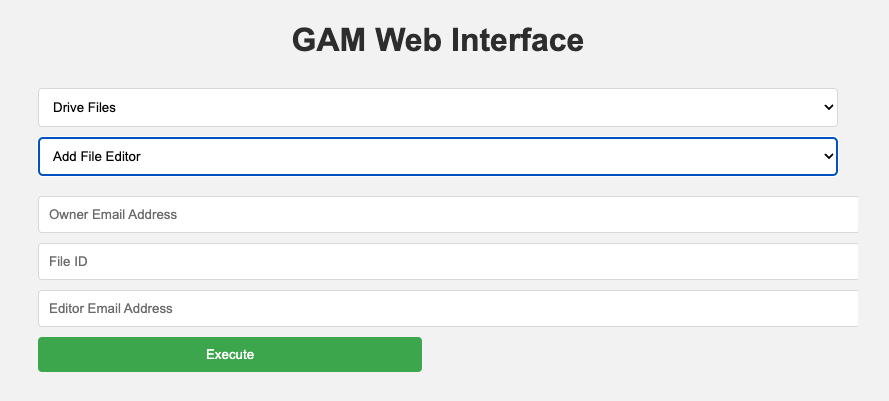 GAM Web Interface
Drive Files
Add File Editor
Owner Email Address
File ID
Editor Email Address
Execute